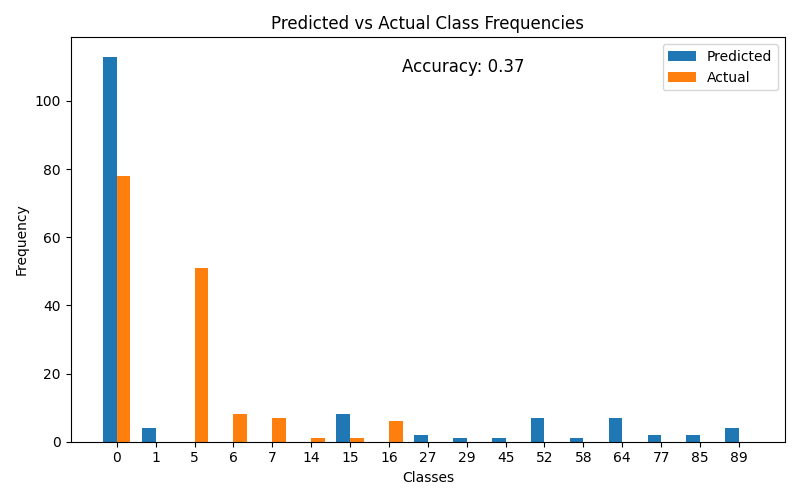 Predicted vs Actual Class Frequencies
Accuracy: 0.37
Predicted
Actual
Frequency
100
80
60
40
20
0
0 1 5 6 7 14 15 16 27 29 45 52 58 64 77 85 89
Classes